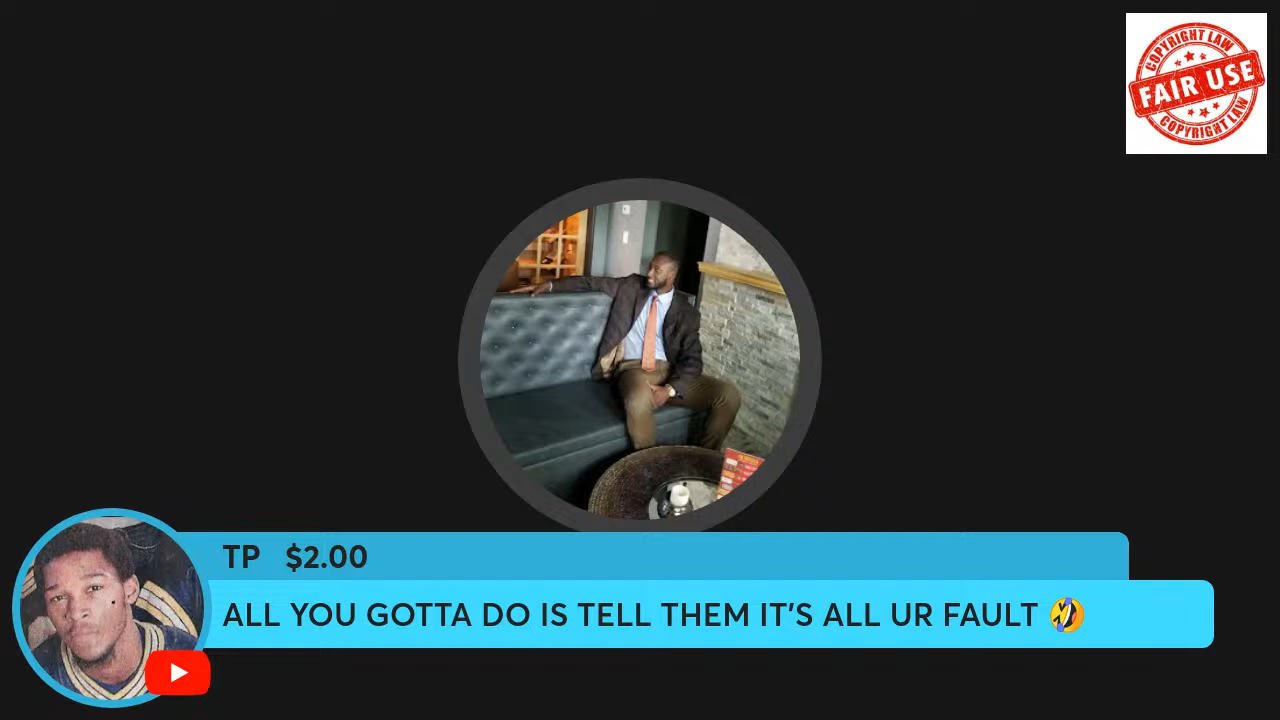 COPYRIGHT LAW
FAIR USE
COPYRIGHT LAW
TP $2.00
ALL YOU GOTTA DO IS TELL THEM IT'S ALL UR FAULT 🤣